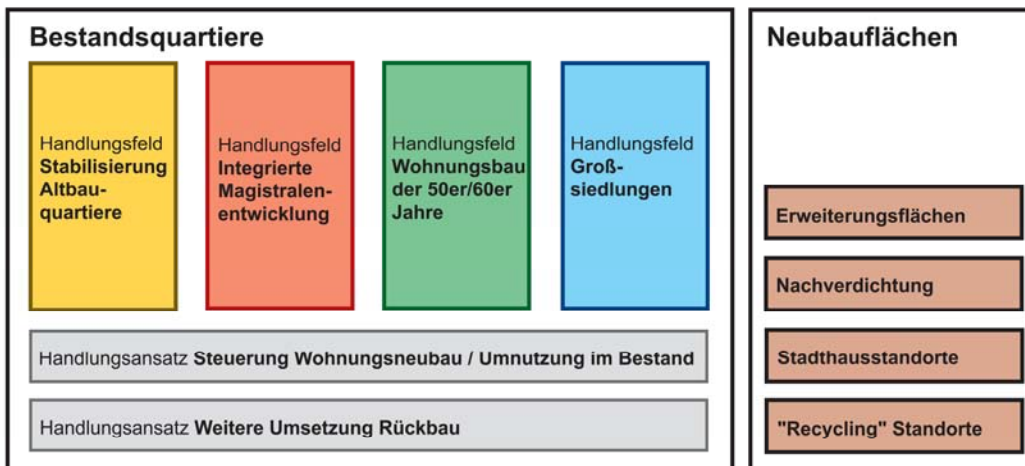 Bestandsquartiere
Handlungsfeld
Stabilisierung
Altbau-
quartiere
Handlungsfeld
Integrierte
Magistralen-
entwicklung
Handlungsfeld
Wohnungsbau
der 50er/60er
Jahre
Handlungsfeld
Groß-
siedlungen
Handlungsansatz Steuerung Wohnungsneubau / Umnutzung im Bestand
Handlungsansatz Weitere Umsetzung Rückbau
Neubauflächen
Erweiterungsflächen
Nachverdichtung
Stadthausstandorte
"Recycling" Standorte